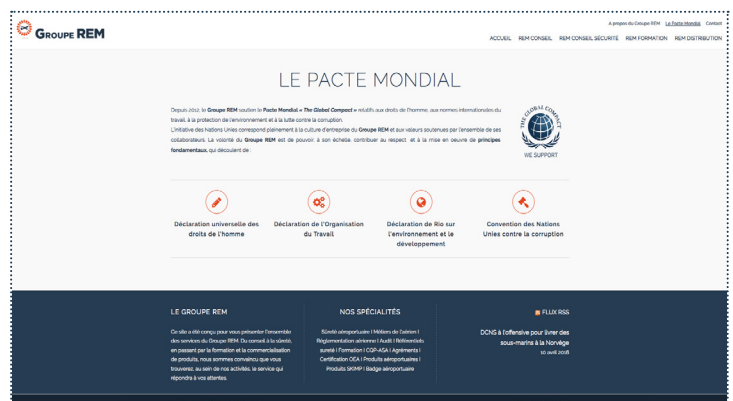 A propos du Groupe REM Le Pacte Mondial Contact
GROUPE REM
ACCUEIL REM CONSEIL REM CONSEIL SÉCURITÉ REM FORMATION REM DISTRIBUTION
LE PACTE MONDIAL
Depuis 2012, le Groupe REM soutien le Pacte Mondial « The Global Compact » relatifs aux droits de l'homme, aux normes internationales du
travail, à la protection de l'environnement et à la lutte contre la corruption.
L'initiative des Nations Unies correspond pleinement à la culture d'entreprise du Groupe REM et aux valeurs soutenues par l'ensemble de ses
collaborateurs. La volonté du Groupe REM est de pouvoir, à son échelle, contribuer au respect et à la mise en oeuvre de principes
fondamentaux, qui découlent de :
THE GLOBAL COMPACT
WE SUPPORT
Déclaration universelle des
droits de l'homme
Déclaration de l'Organisation
du Travail
Déclaration de Rio sur
l'environnement et le
développement
Convention des Nations
Unies contre la corruption
LE GROUPE REM
Ce site a été conçu pour vous présenter l'ensemble
des services du Groupe REM. Du conseil à la sûreté,
en passant par la formation et la commercialisation
de produits, nous sommes convaincu que vous
trouverez, au sein de nos activités, le service qui
répondra à vos attentes.
NOS SPÉCIALITÉS
Sûreté aéroportuaire I Métiers de l'aérien I
Réglementation aérienne I Audit I Référentiels
sureté I Formation I CQP-ASA I Agréments I
Certification OEA I Produits aéroportuaires I
Produits SKIMP I Badge aéroportuaire
FLUX RSS
DCNS à l'offensive pour livrer des
sous-marins à la Norvège
10 avril 2016